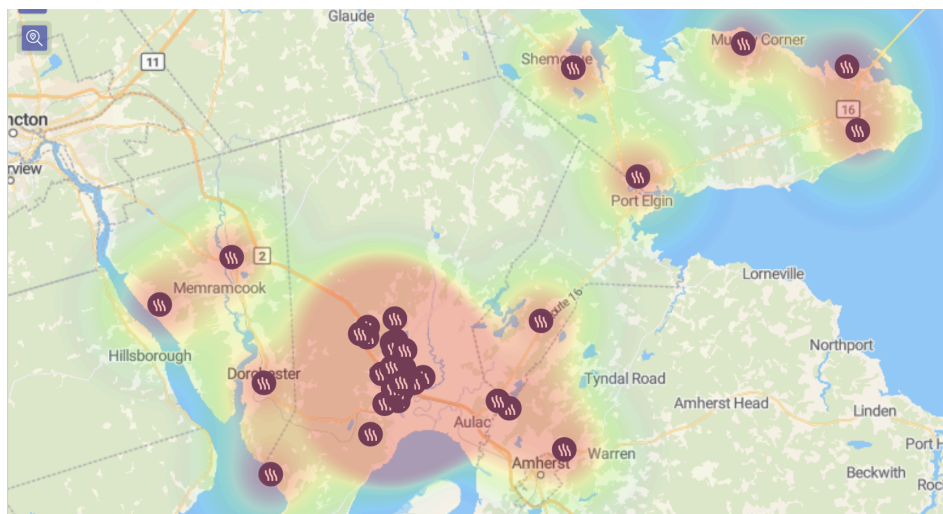 Glaude
11
Shemogue
Murray Corner
16
ncton
rview
Port Elgin
2
Memramcook
Lorneville
Route 16
Hillsborough
Northport
Dorchester
Tyndal Road
Amherst Head
Linden
Aulac
Warren
Port H
Amherst
Beckwith
Roc